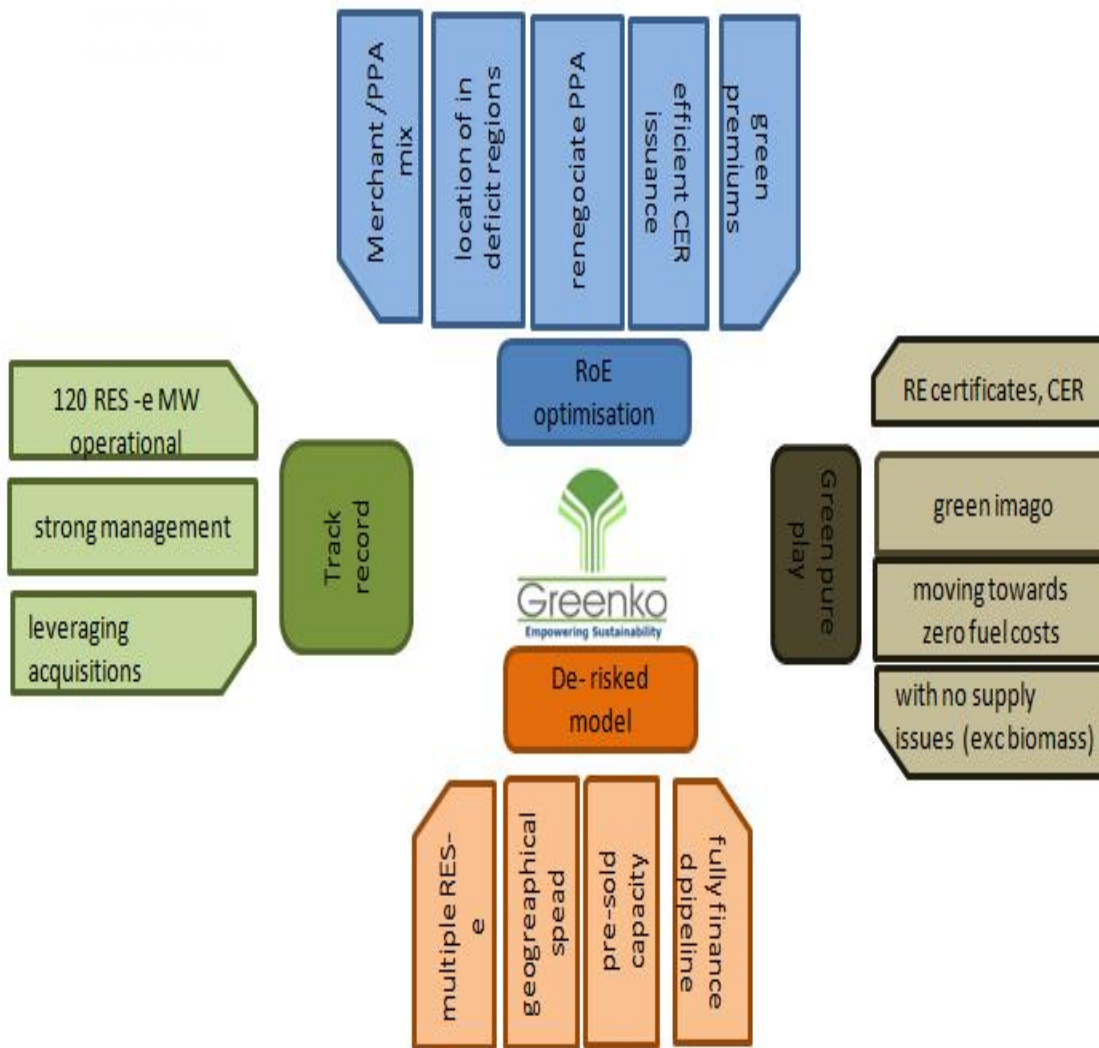 Merchant /PPA
mix
location of in
deficit regions
renegociate PPA
efficient CER
issuance
green
premiums
RoE
optimisation
120 RES -e MW
operational
strong management
leveraging
acquisitions
Track
record
Greenko
Empowering Sustainability
Green pure
play
RE certificates, CER
green imago
moving towards
zero fuel costs
with no supply
issues (exc biomass)
De- risked
model
multiple RES-
e
geogreaphical
spead
pre-sold
capacity
fully finance
d pipeline